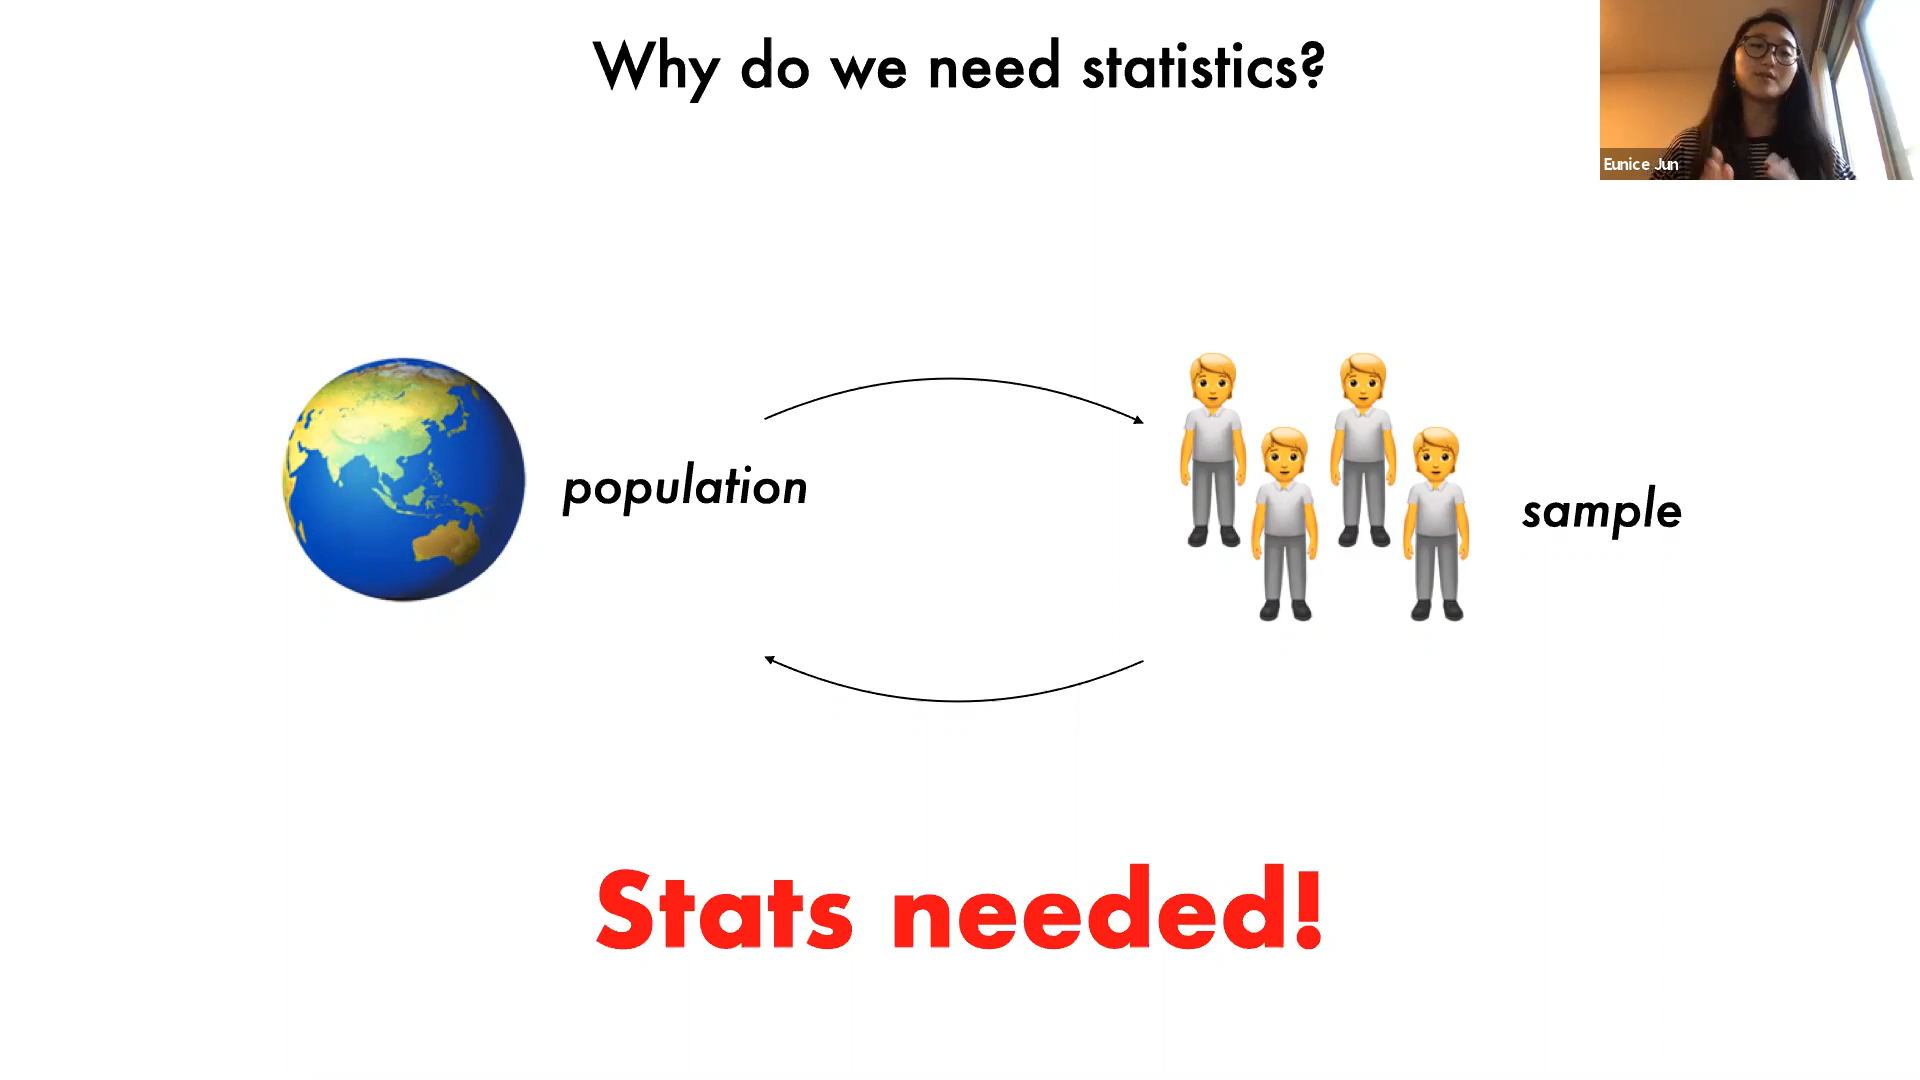 Why do we need statistics?
Eunice Jun
population
sample
Stats needed!